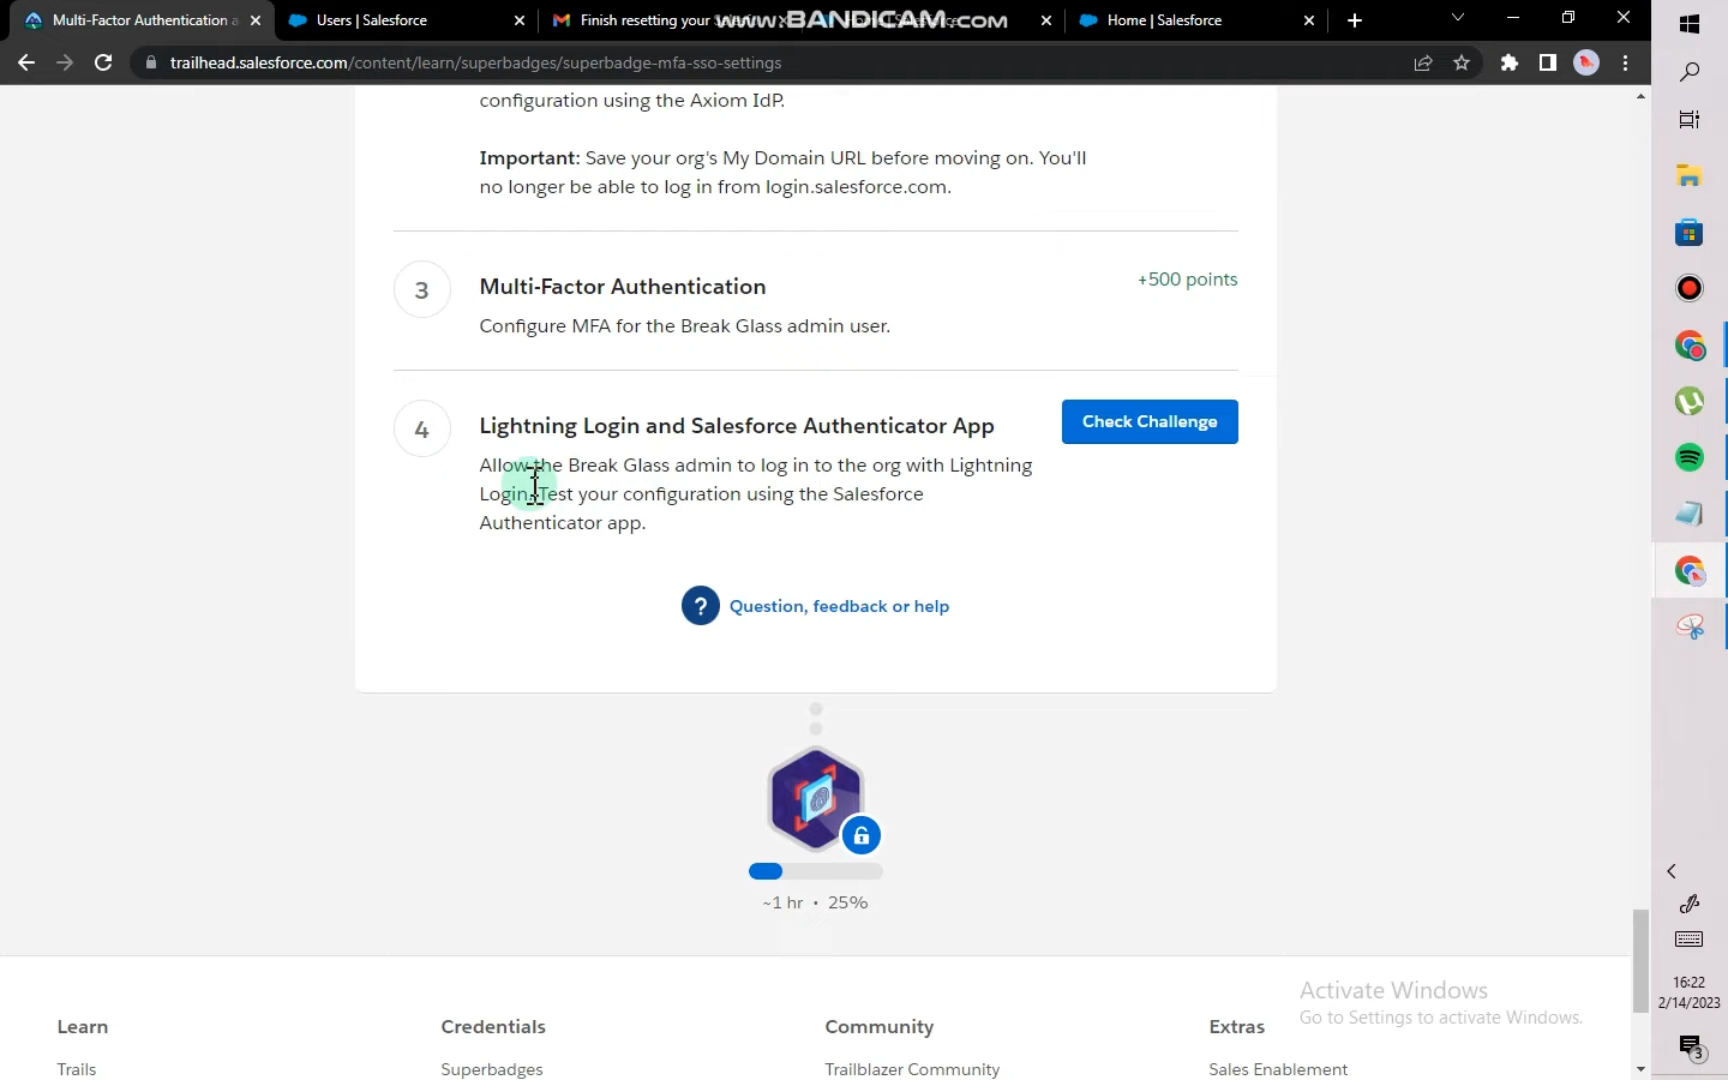 Multi-Factor Authentication a
Users | Salesforce
Finish resetting your
www.BANDICAM.com
Home | Salesforce
trailhead.salesforce.com/content/learn/superbadges/superbadge-mfa-sso-settings
configuration using the Axiom IdP.
Important: Save your org's My Domain URL before moving on. You'll
no longer be able to log in from login.salesforce.com.
3
Multi-Factor Authentication
+500 points
Configure MFA for the Break Glass admin user.
4
Lightning Login and Salesforce Authenticator App
Check Challenge
Allow the Break Glass admin to log in to the org with Lightning
Login. Test your configuration using the Salesforce
Authenticator app.
? Question, feedback or help
~1 hr • 25%
Activate Windows
Go to Settings to activate Windows.
Learn
Credentials
Community
Extras
Trails
Superbadges
Trailblazer Community
Sales Enablement
16:22
2/14/2023
3